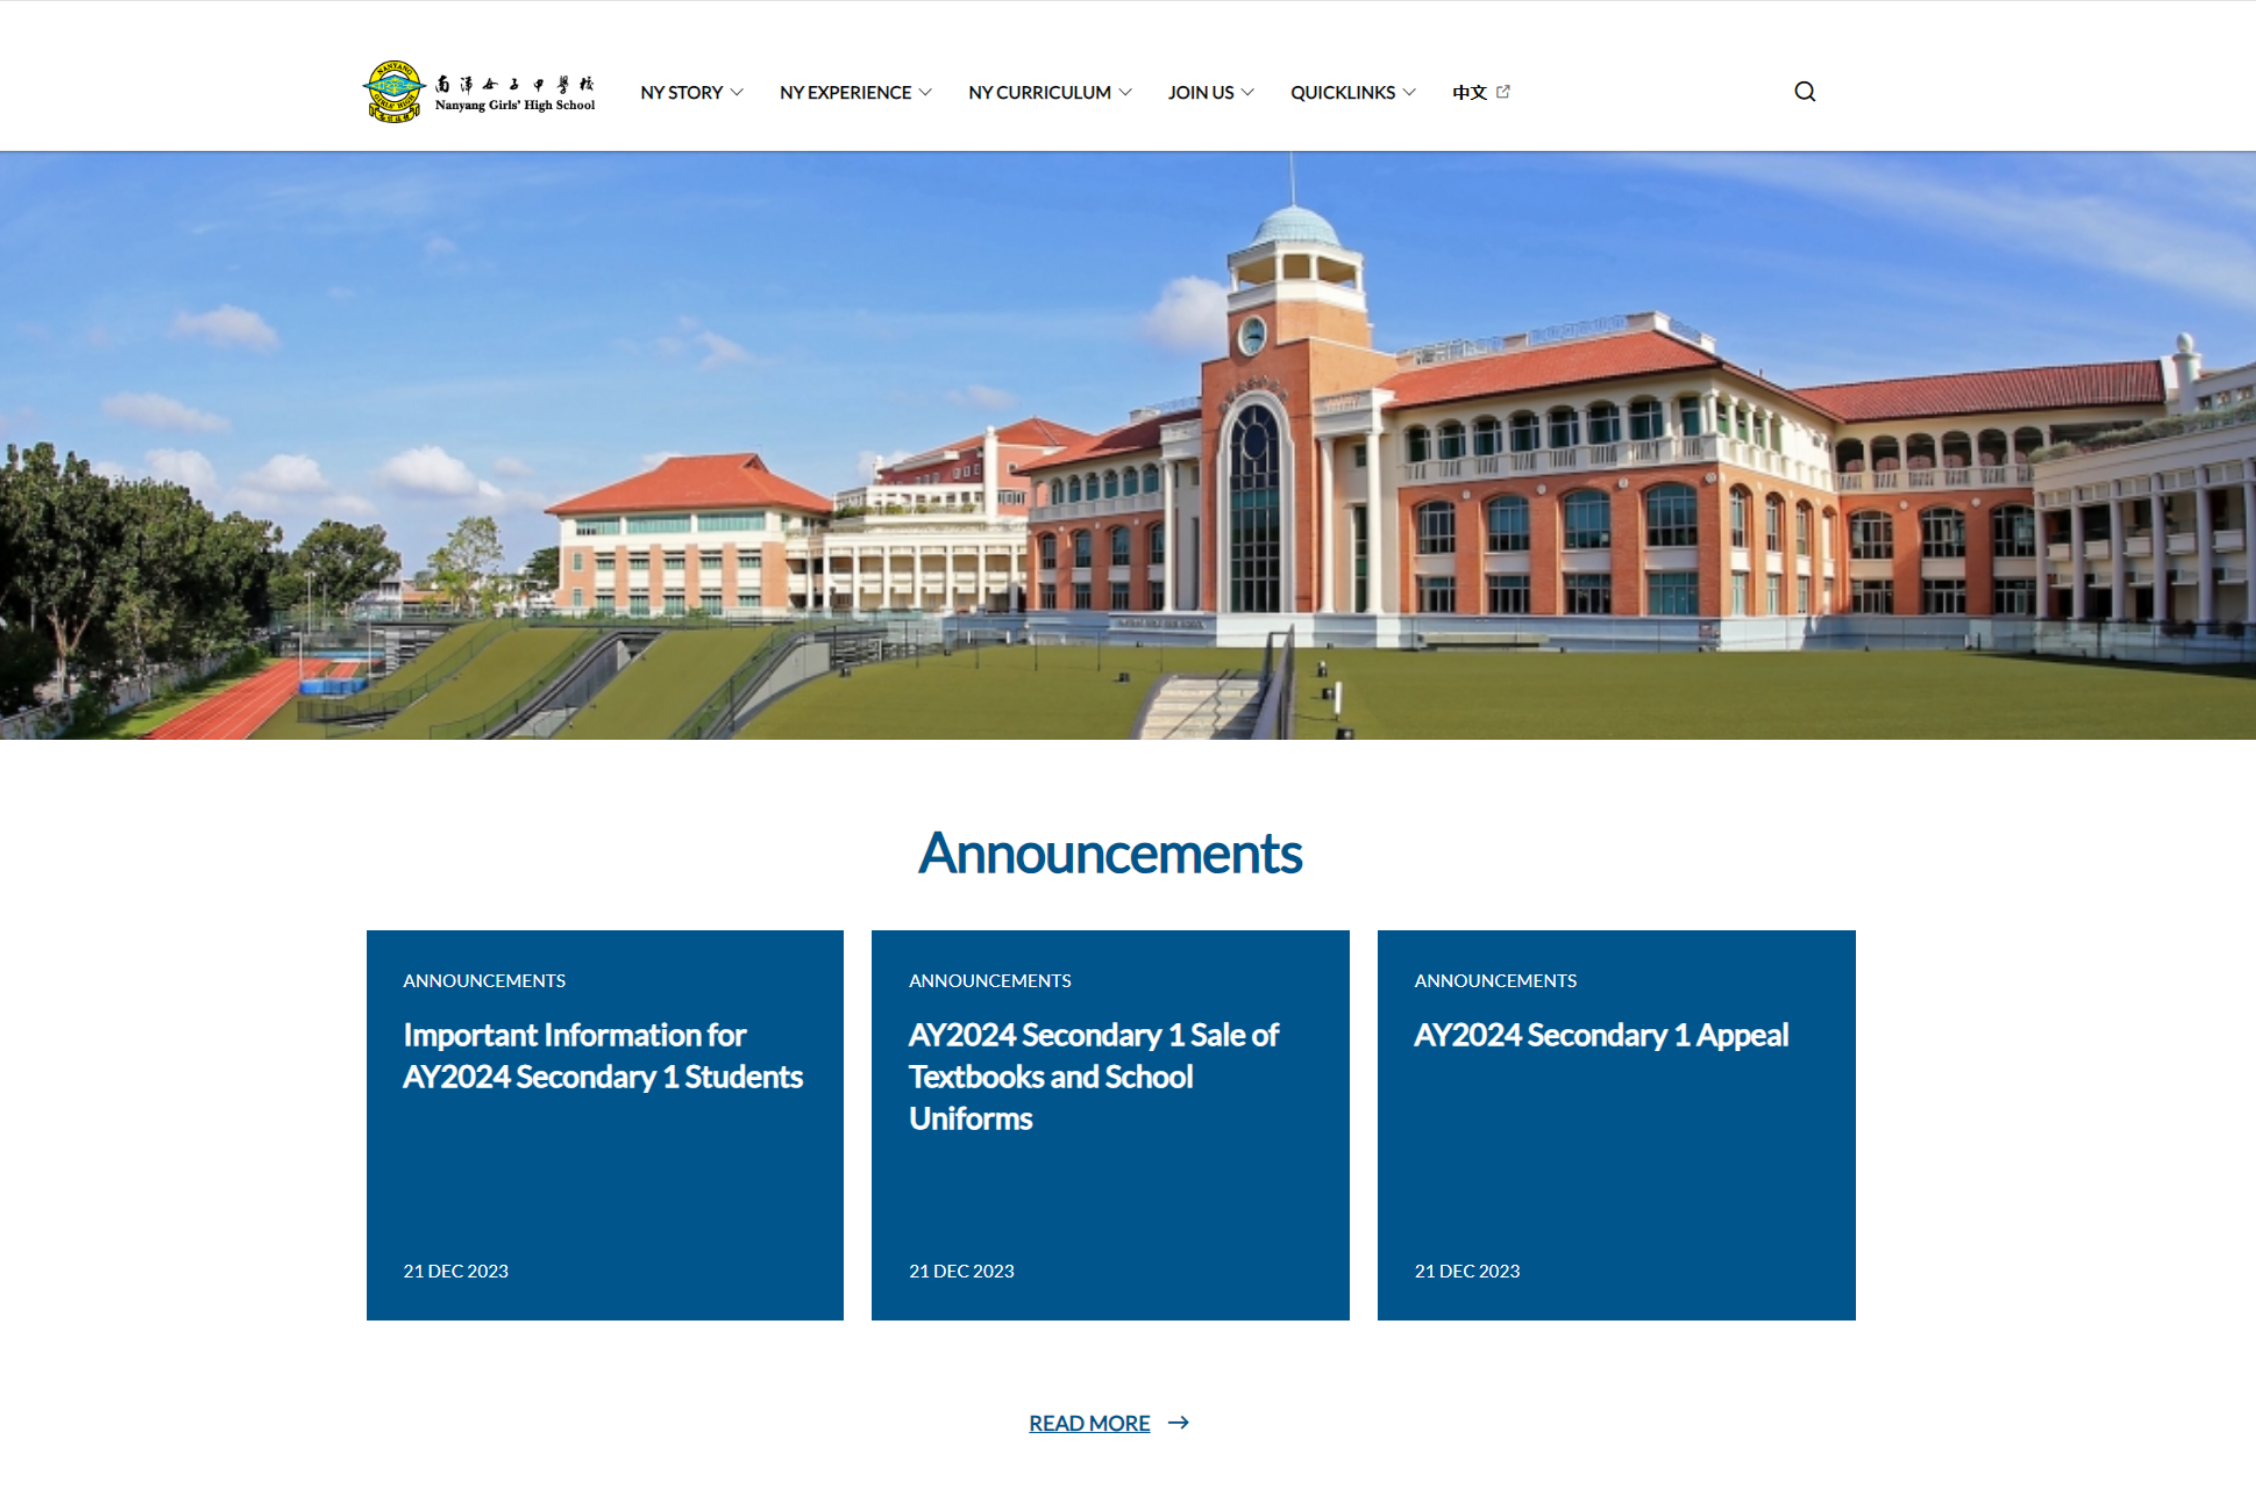 NANYANG
GIRLS' HIGH
南洋女子中學校
Nanyang Girls' High School
NY STORY
NY EXPERIENCE
NY CURRICULUM
JOIN US
QUICKLINKS
中文
Announcements
ANNOUNCEMENTS
Important Information for
AY2024 Secondary 1 Students
21 DEC 2023
ANNOUNCEMENTS
AY2024 Secondary 1 Sale of
Textbooks and School
Uniforms
21 DEC 2023
ANNOUNCEMENTS
AY2024 Secondary 1 Appeal
21 DEC 2023
READ MORE